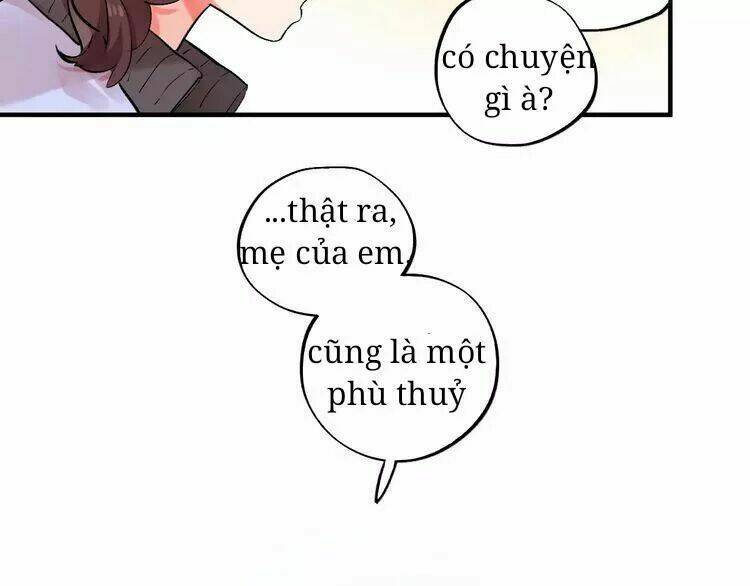 có chuyện
gì à?
...thật ra,
mẹ của em,
cũng là một
phù thuỷ